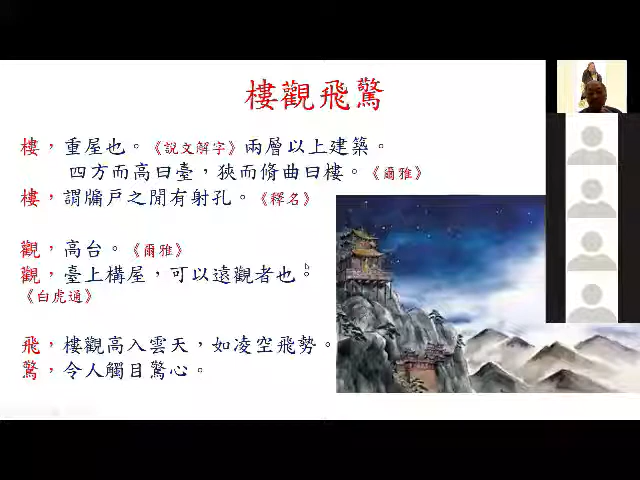 樓觀飛驚
樓，重屋也。《説文解字》兩層以上建築。
四方而高曰臺，狹而脩曲曰樓。《爾雅》
樓，謂牖戸之間有射孔。《釋名》
觀，高台。《爾雅》
觀，臺上構屋，可以遠觀者也。
《白虎通》
飛，樓觀高入雲天，如凌空飛勢。
驚，令人觸目驚心。